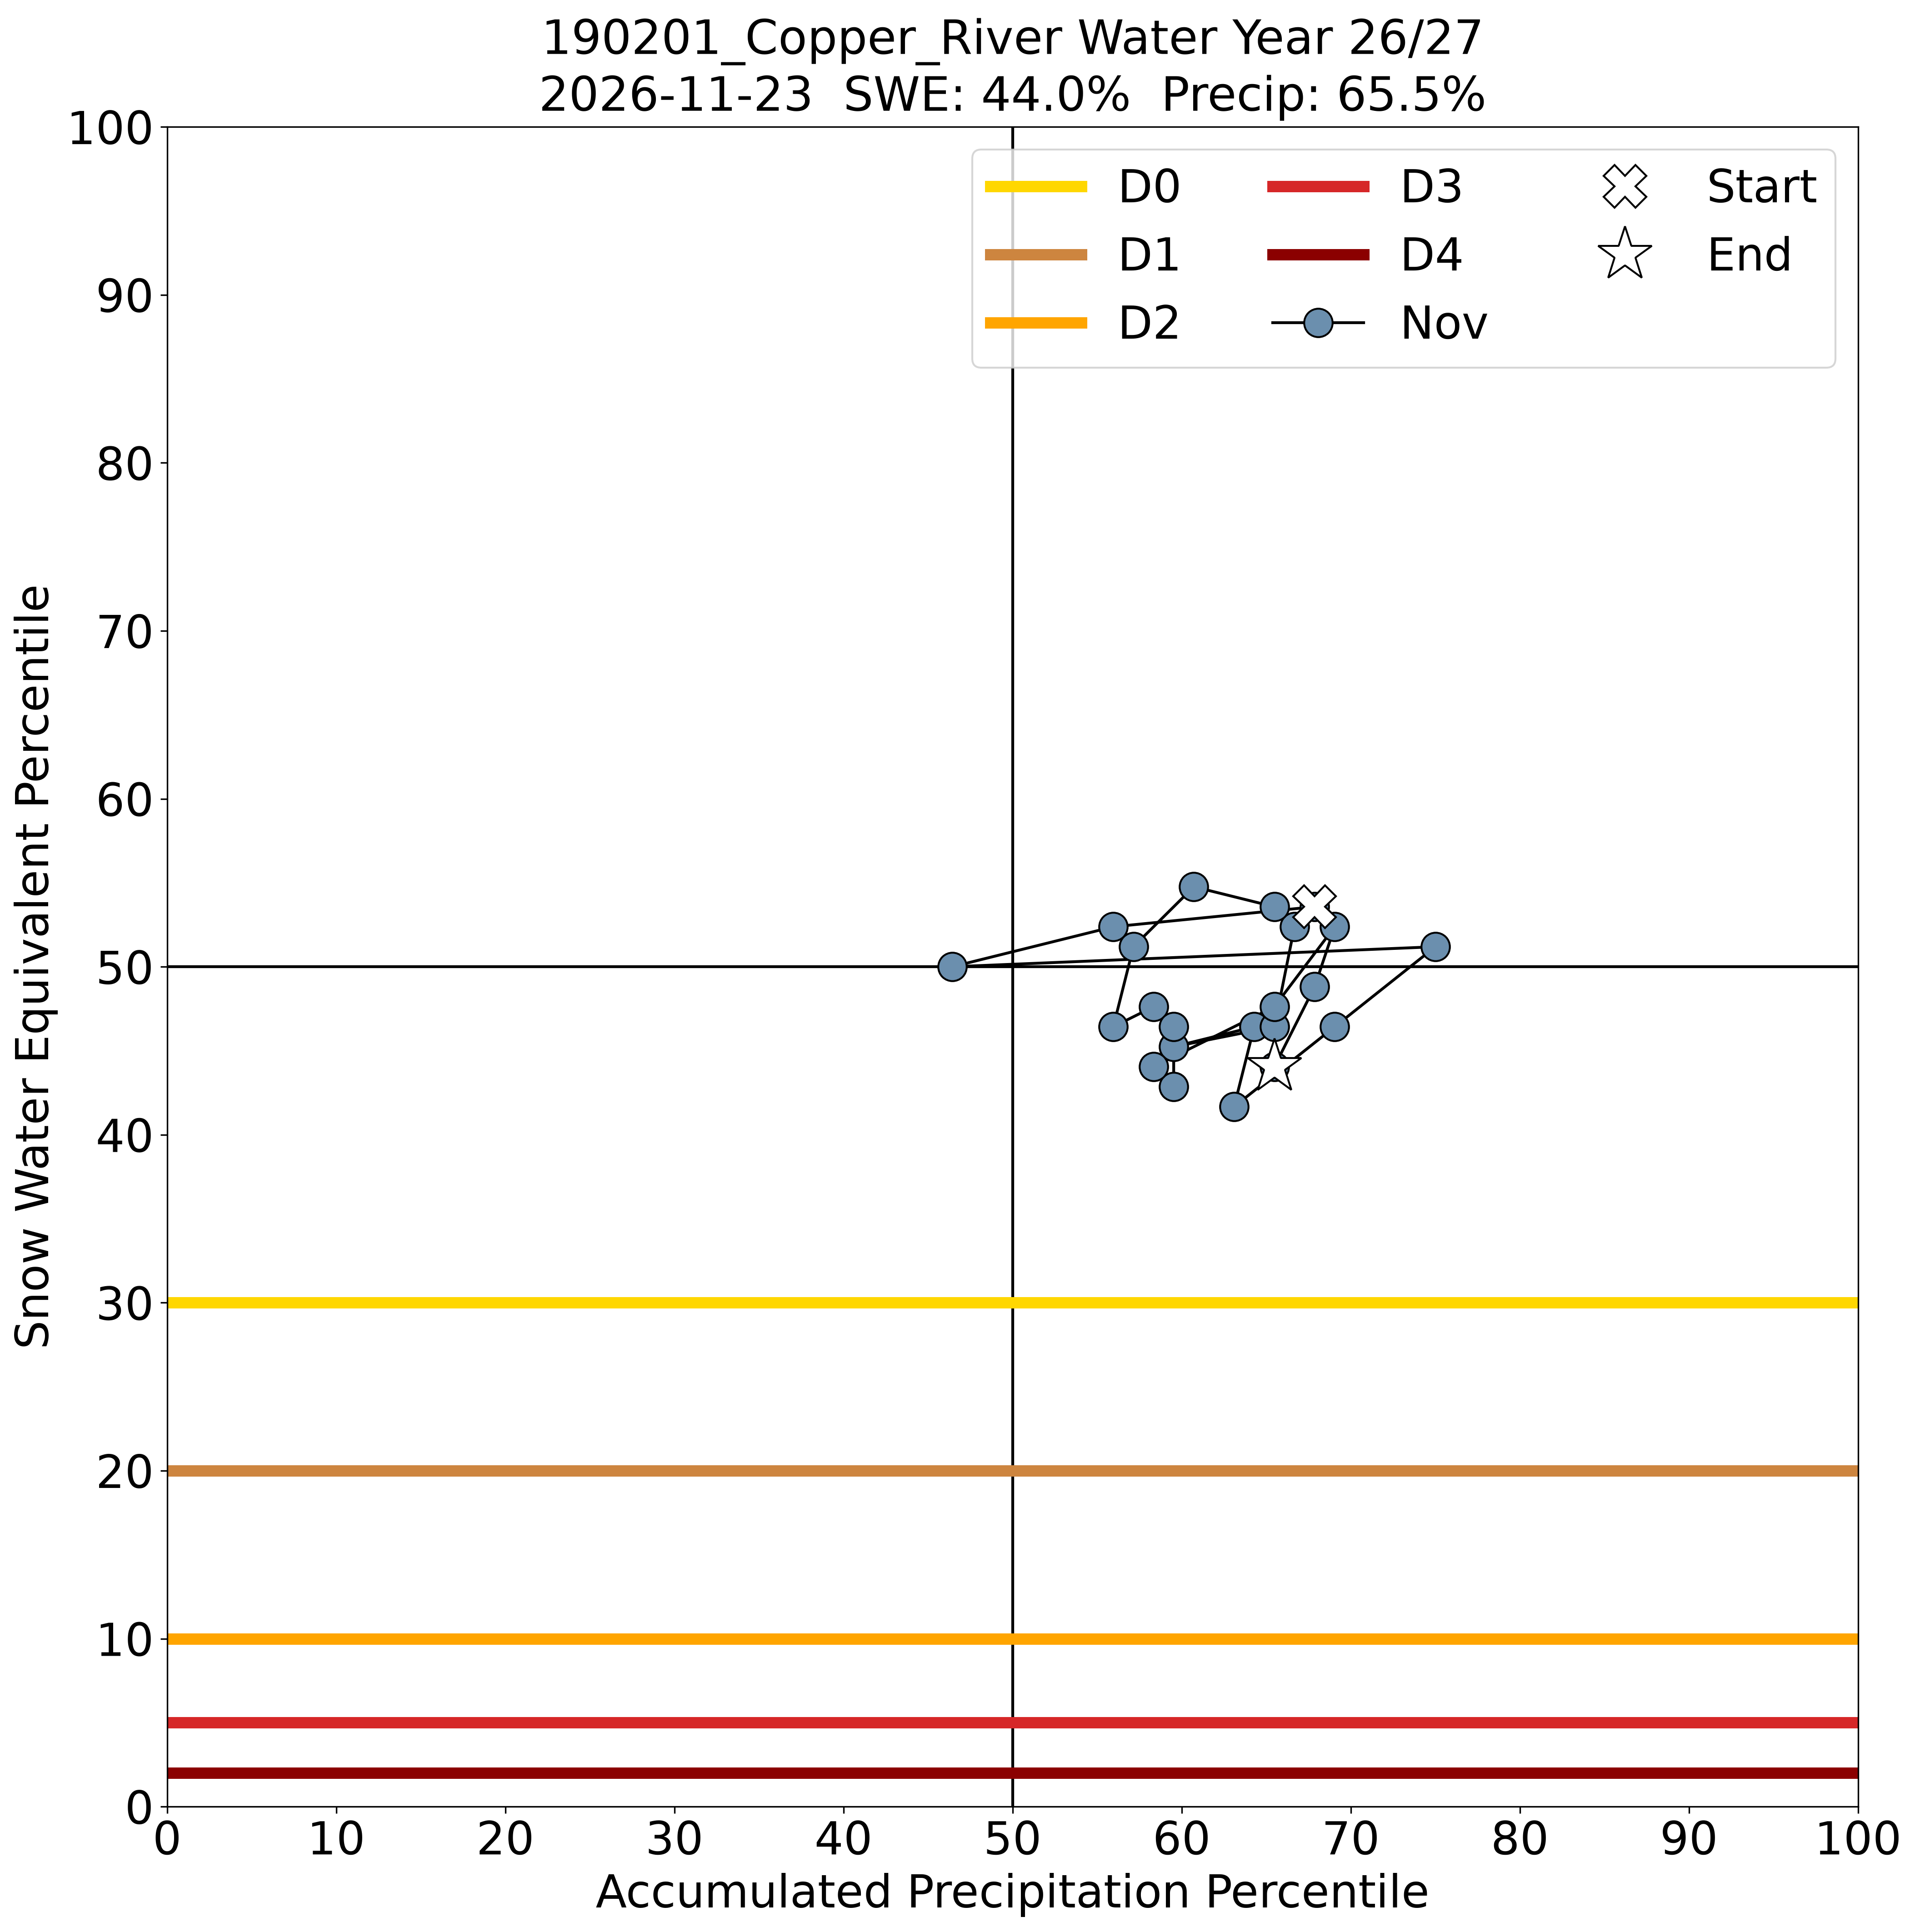 190201_Copper_River Water Year 26/27
2026-11-23 SWE: 44.0% Precip: 65.5%
D0
D1
D2
D3
D4
Nov
Start
End
Snow Water Equivalent Percentile
100
90
80
70
60
50
40
30
20
10
0
0 10 20 30 40 50 60 70 80 90 100
Accumulated Precipitation Percentile